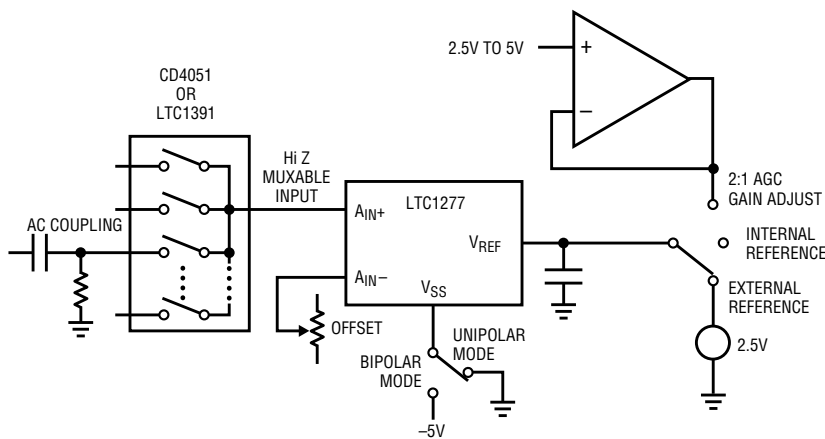 2.5V TO 5V
+
–
CD4051
OR
LTC1391
Hi Z
MUXABLE
INPUT
2:1 AGC
GAIN ADJUST
LTC1277
AIN+
AC COUPLING
VREF
INTERNAL
REFERENCE
AIN–
VSS
EXTERNAL
REFERENCE
OFFSET
UNIPOLAR
MODE
2.5V
BIPOLAR
MODE
–5V